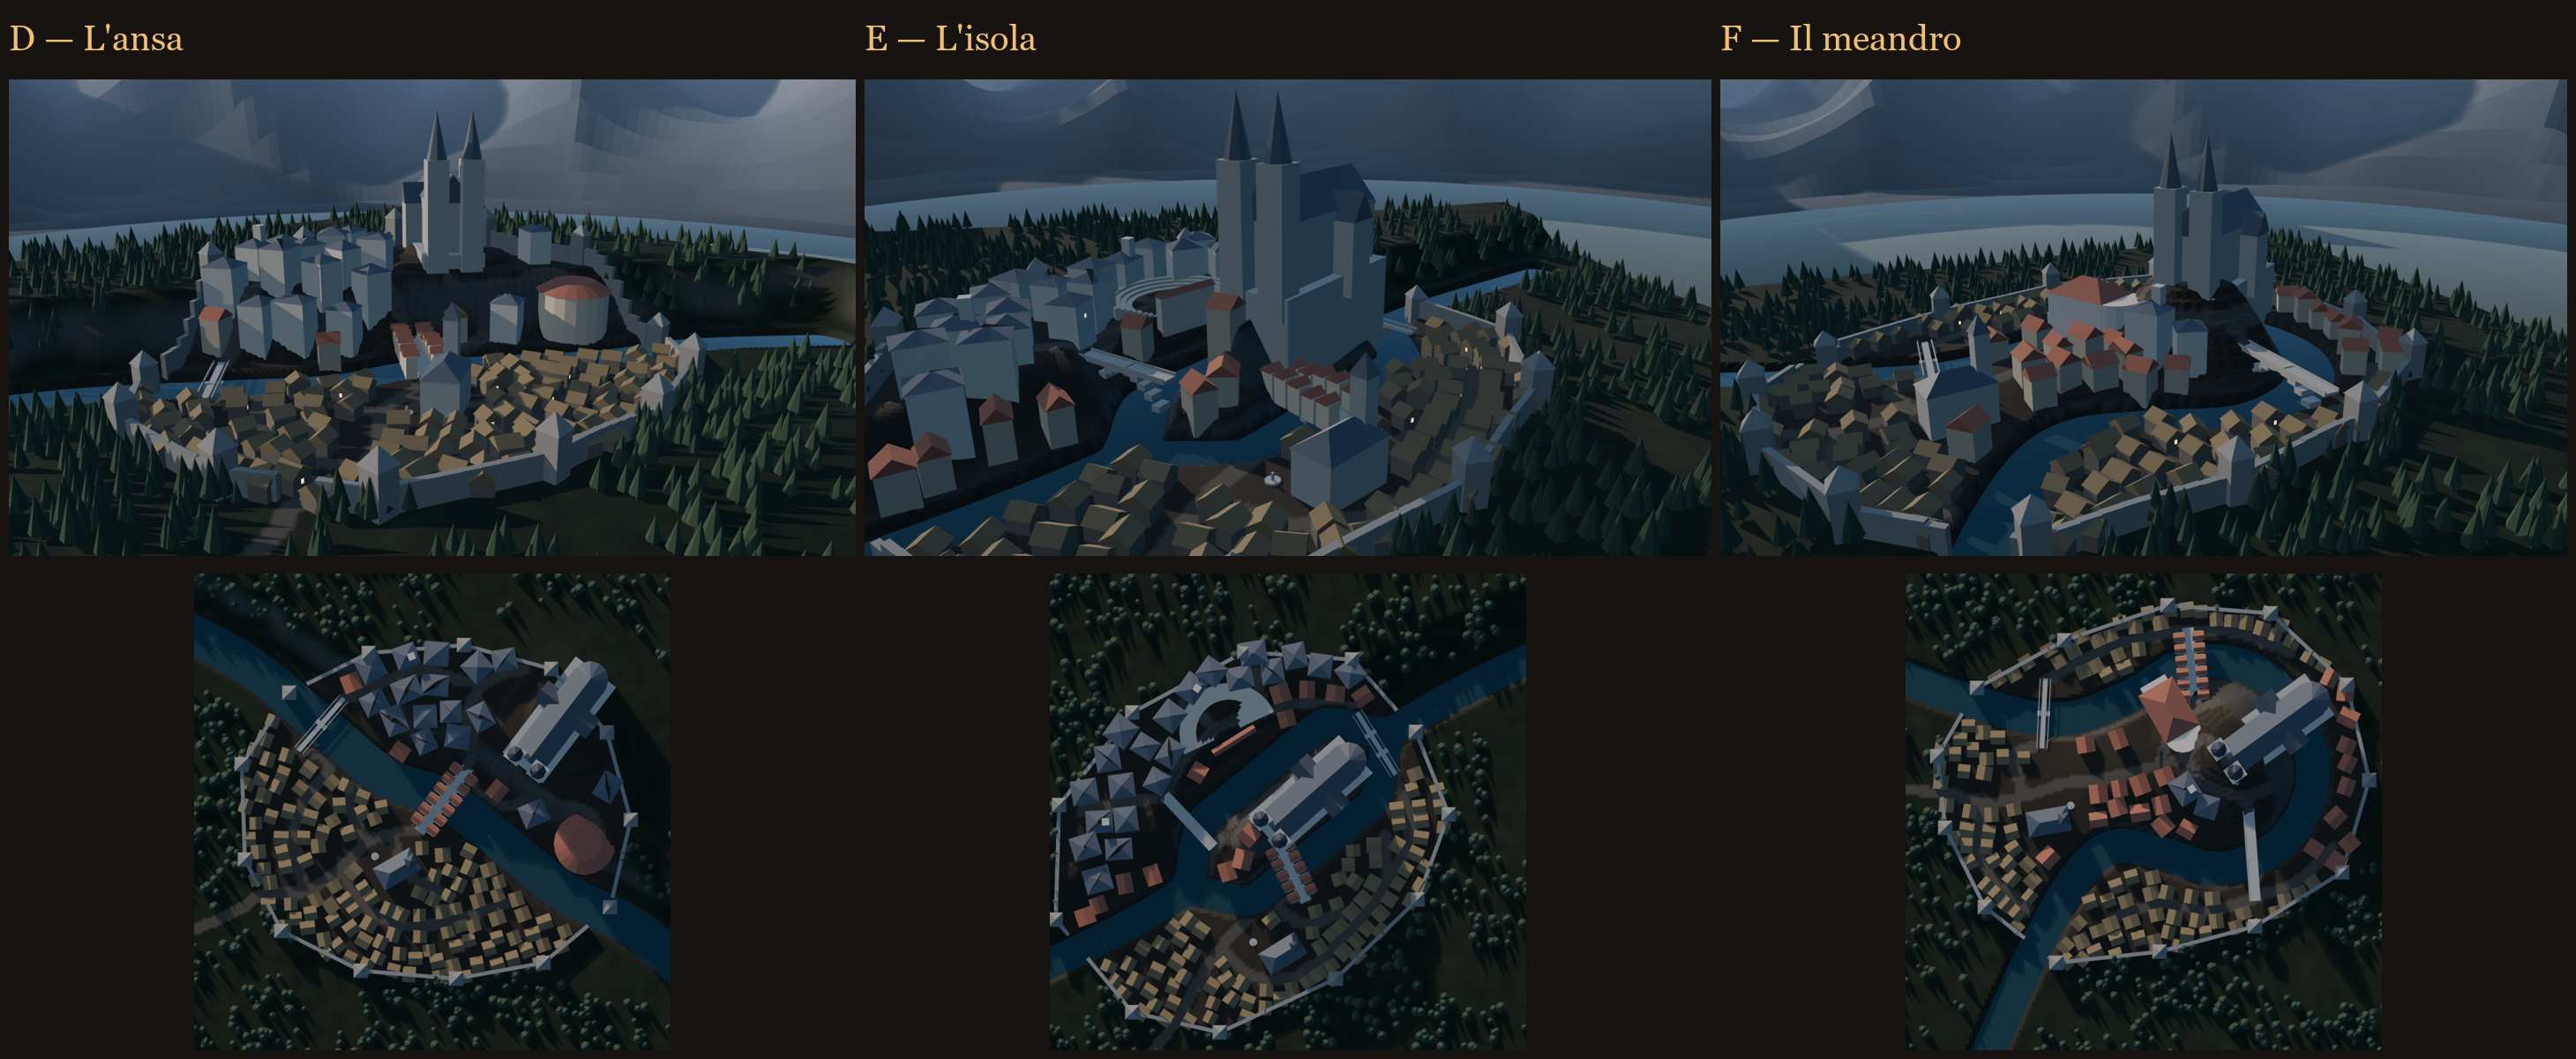 D — L'ansa
E — L'isola
F — Il meandro